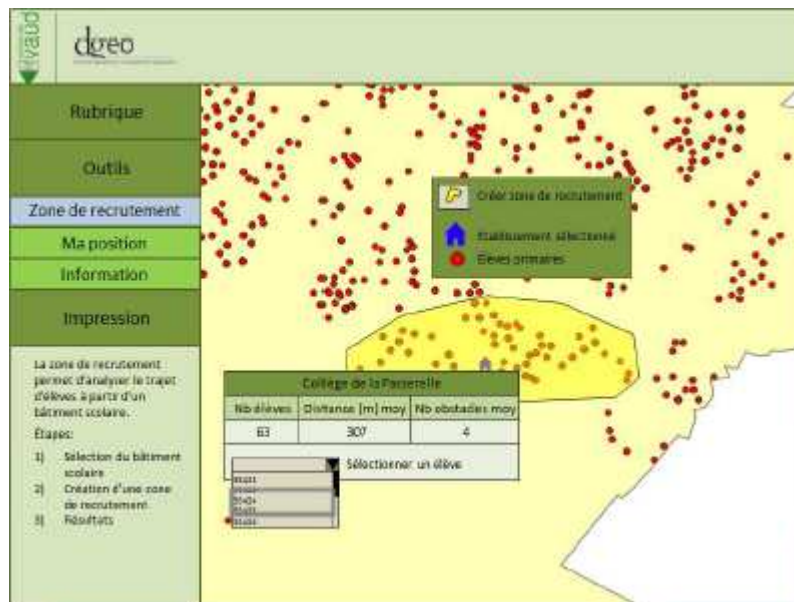 dgeo
Rubrique
Outils
Zone de recrutement
Ma position
Information
Impression
La zone de recrutement
permet d'analyser le trajet
d'élèves à partir d'un
bâtiment scolaire.
Étapes:
1) Sélection du bâtiment
scolaire
2) Création d'une zone
de recrutement
3) Résultats
Créer zone de recrutement
Etablissement sélectionné
Elèves primaires
Collège de la Passerelle
Nb élèves Distance [m] moy Nb obstacles moy
63 307 4
Sélectionner un élève